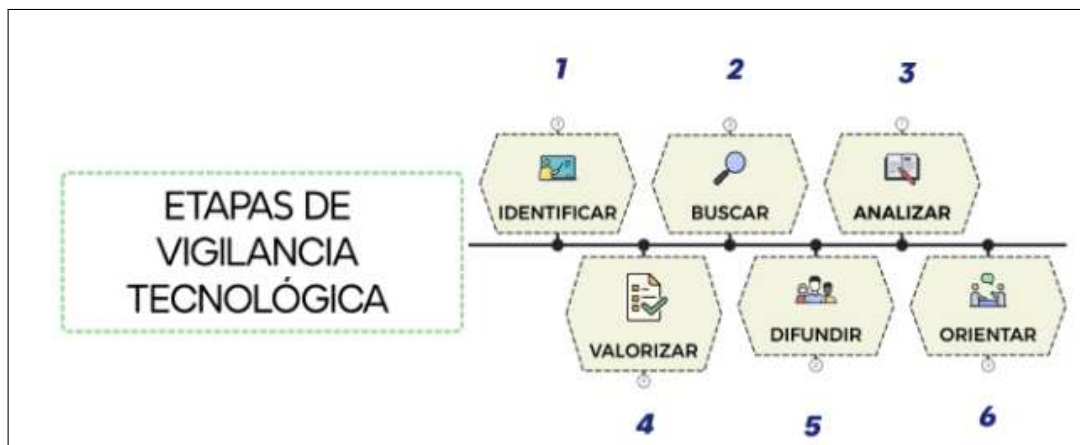 ETAPAS DE
VIGILANCIA
TECNOLÓGICA
1
IDENTIFICAR
2
BUSCAR
3
ANALIZAR
VALORIZAR
4
DIFUNDIR
5
ORIENTAR
6